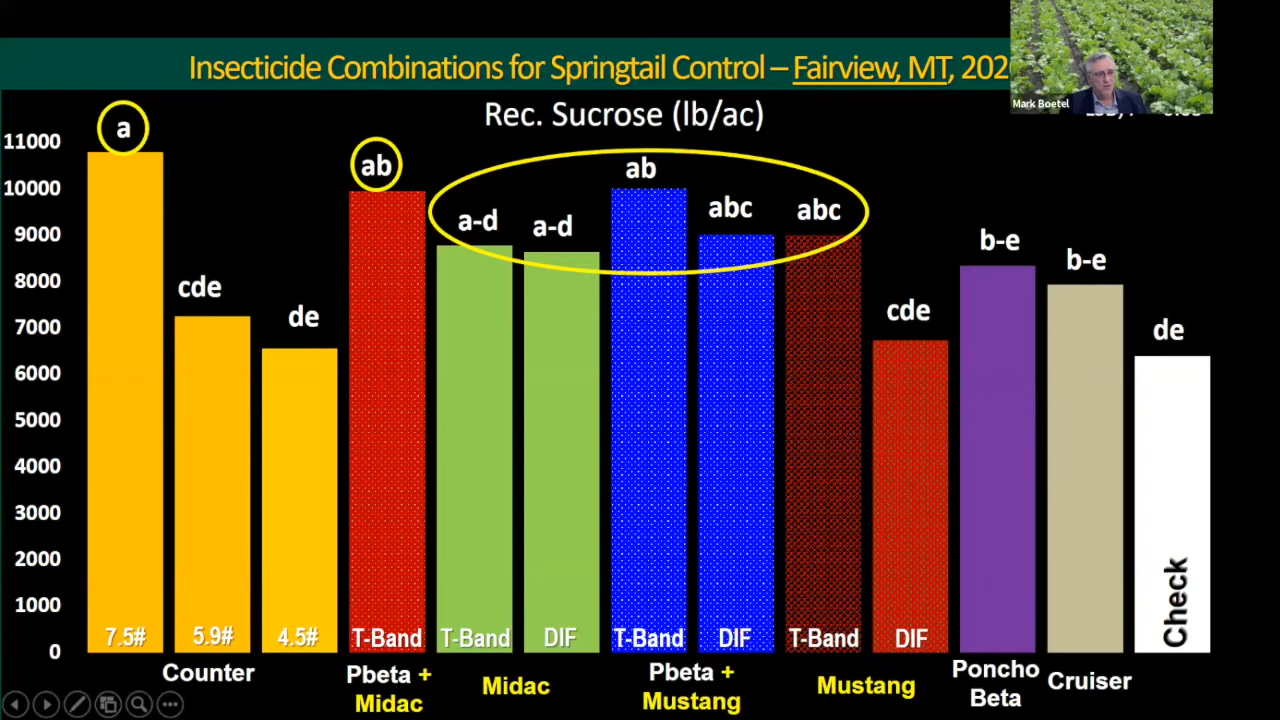 Insecticide Combinations for Springtail Control – Fairview, MT, 202
Mark Boetel
Rec. Sucrose (lb/ac)
11000
10000
9000
8000
7000
6000
5000
4000
3000
2000
1000
0
a
cde
de
ab
a-d
a-d
ab
abc
abc
cde
b-e
b-e
de
7.5#
5.9#
4.5#
T-Band
T-Band
DIF
T-Band
DIF
T-Band
DIF
Check
Counter
Pbeta +
Midac
Midac
Pbeta +
Mustang
Mustang
Poncho
Beta
Cruiser